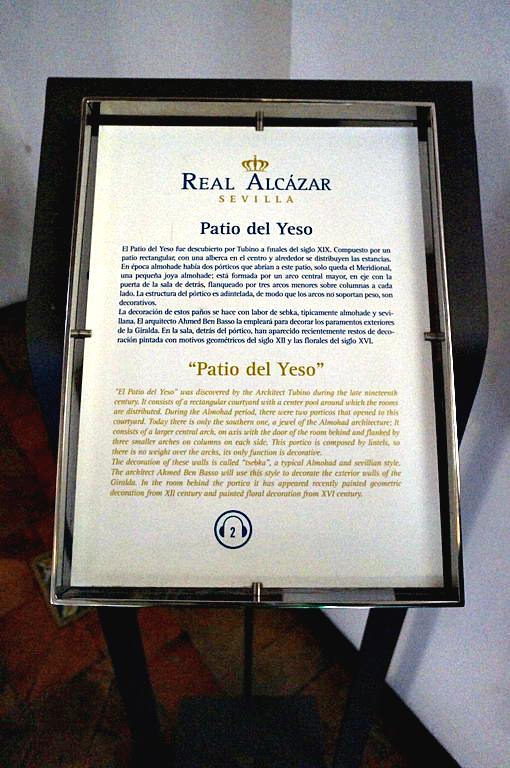 REAL ALCÁZAR
SEVILLA
Patio del Yeso
El Patio del Yeso fue descubierto por Tubino a finales del siglo XIX. Compuesto por un
patio rectangular, con una alberca en el centro y alrededor se distribuyen las estancias.
En época almohade había dos pórticos que abrían a este patio, solo queda el Meridional,
una pequeña joya almohade; está formada por un arco central mayor, en eje con la
puerta de la sala de detrás, flanqueado por tres arcos menores sobre columnas a cada
lado. La estructura del pórtico es adintelada, de modo que los arcos no soportan peso, son
decorativos.
La decoración de estos paños se hace con labor de sebka, típicamente almohade y sevi-
llana. El arquitecto Ahmed Ben Basso la empleará para decorar los paramentos exteriores
de la Giralda. En la sala, detrás del pórtico, han aparecido recientemente restos de deco-
ración pintada con motivos geométricos del siglo XII y las florales del siglo XVI.
"Patio del Yeso"
"El Patio del Yeso" was discovered by the Architect Tubino during the late nineteenth
century. It consists of a rectangular courtyard with a center pool around which the rooms
are distributed. During the Almohad period, there were two porticos that opened to this
courtyard. Today there is only the southern one, a jewel of the Almohad architecture; It
consists of a larger central arch, on axis with the door of the room behind and flanked by
three smaller arches on columns on each side. This portico is composed by lintels, so
there is no weight over the archs, its only function is decorative.
The decoration of these walls is called "tsebka", a typical Almohad and sevillian style.
The architect Ahmed Ben Basso will use this style to decorate the exterior walls of the
Giralda. In the room behind the portico it has appeared recently painted geometric
decoration from XII century and painted floral decoration from XVI century.
2